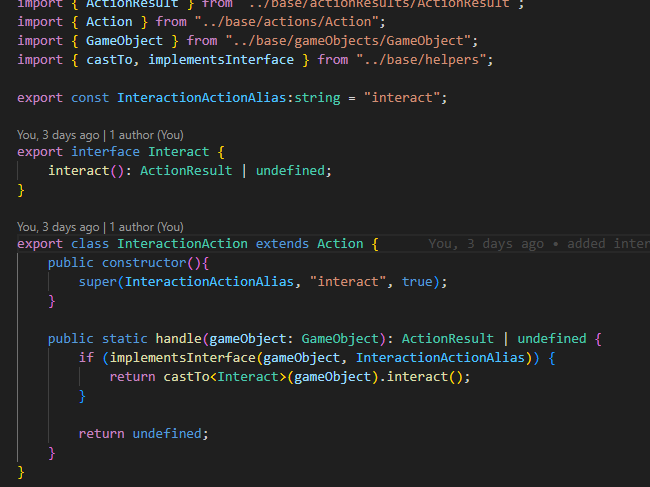 import { ActionResult } from "../base/actionResults/ActionResult";
import { Action } from "../base/actions/Action";
import { GameObject } from "../base/gameObjects/GameObject";
import { castTo, implementsInterface } from "../base/helpers";
export const InteractionActionAlias:string = "interact";
You, 3 days ago | 1 author (You)
export interface Interact {
interact(): ActionResult | undefined;
}
You, 3 days ago | 1 author (You)
export class InteractionAction extends Action { You, 3 days ago • added inter
public constructor(){
super(InteractionActionAlias, "interact", true);
}
public static handle(gameObject: GameObject): ActionResult | undefined {
if (implementsInterface(gameObject, InteractionActionAlias)) {
return castTo<Interact>(gameObject).interact();
}
return undefined;
}
}